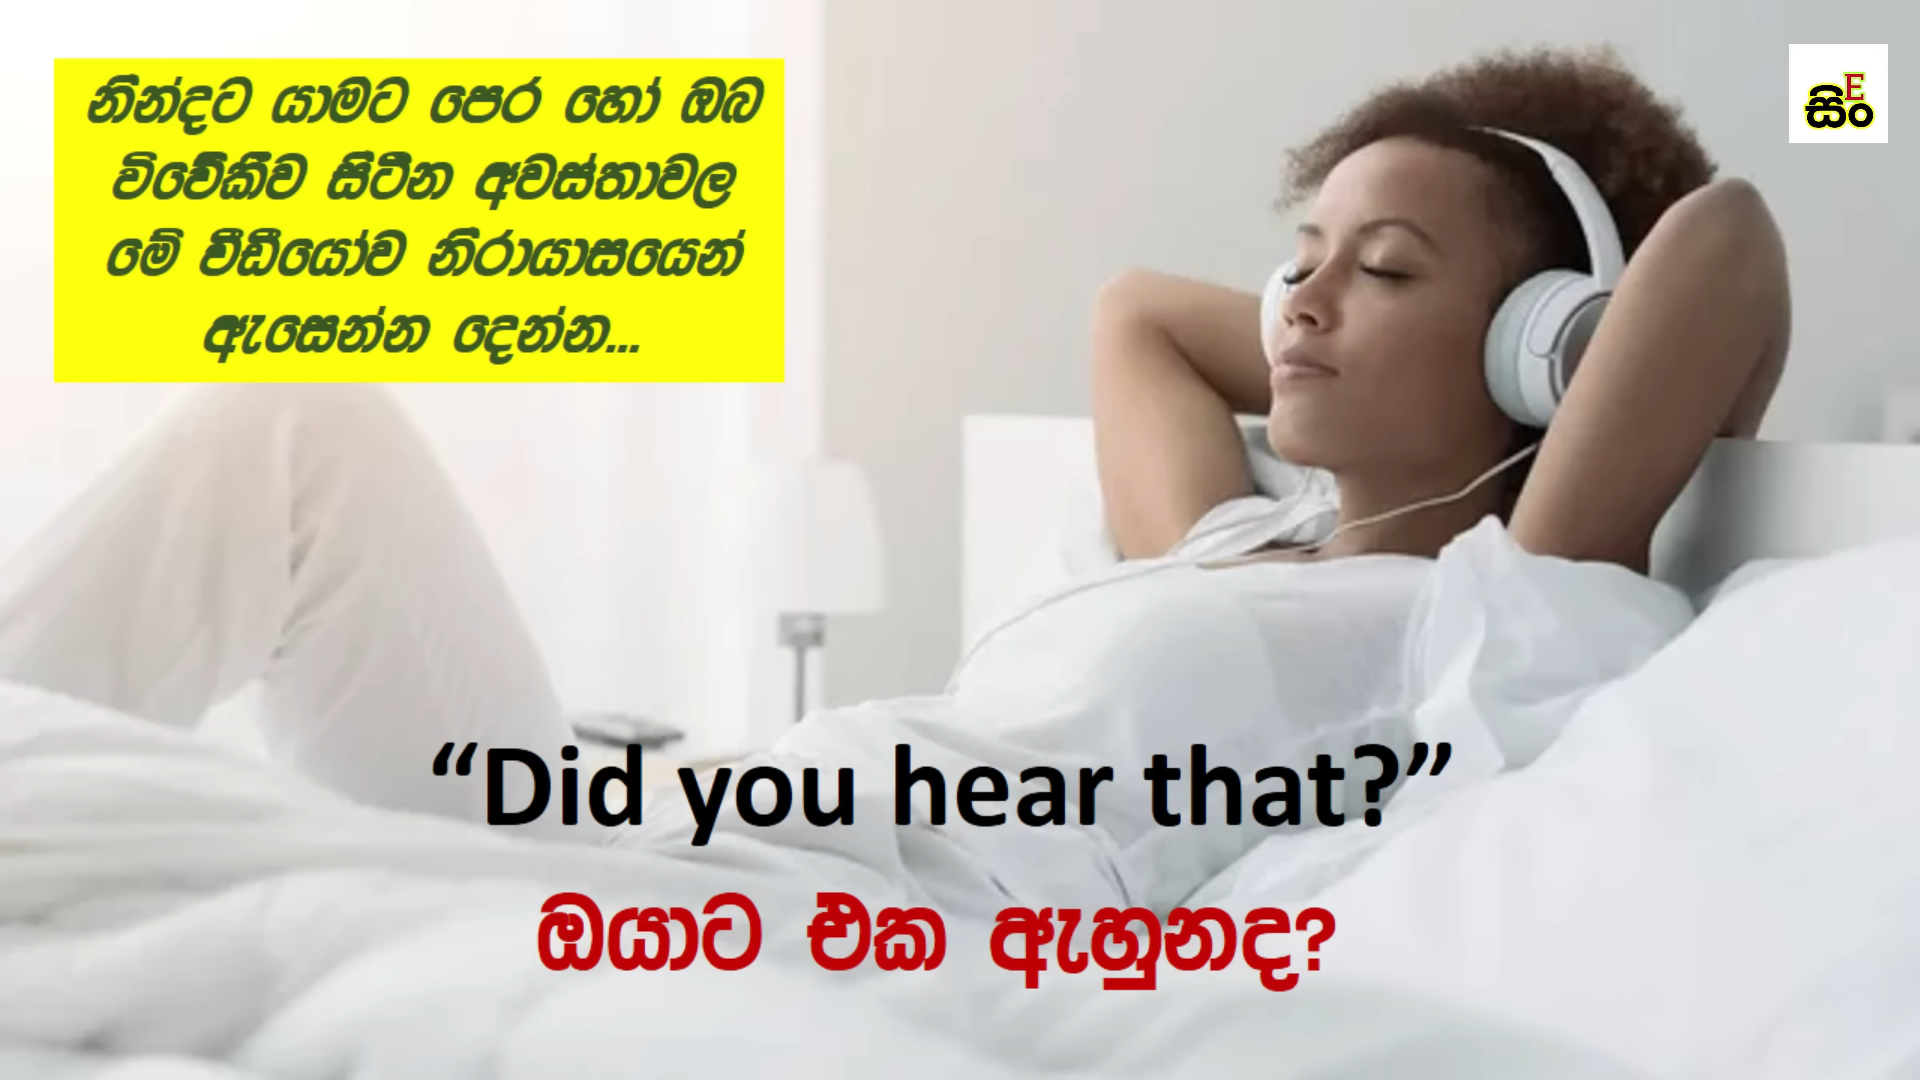 නින්දට යාමට පෙර හෝ ඔබ
විවේකීව සිටින අවස්තාවල
මේ වීඩීයෝව නිරායාසයෙන්
ඇසෙන්න දෙන්න...
සිංE
“Did you hear that?”
ඔයාට එක ඇහුනද?